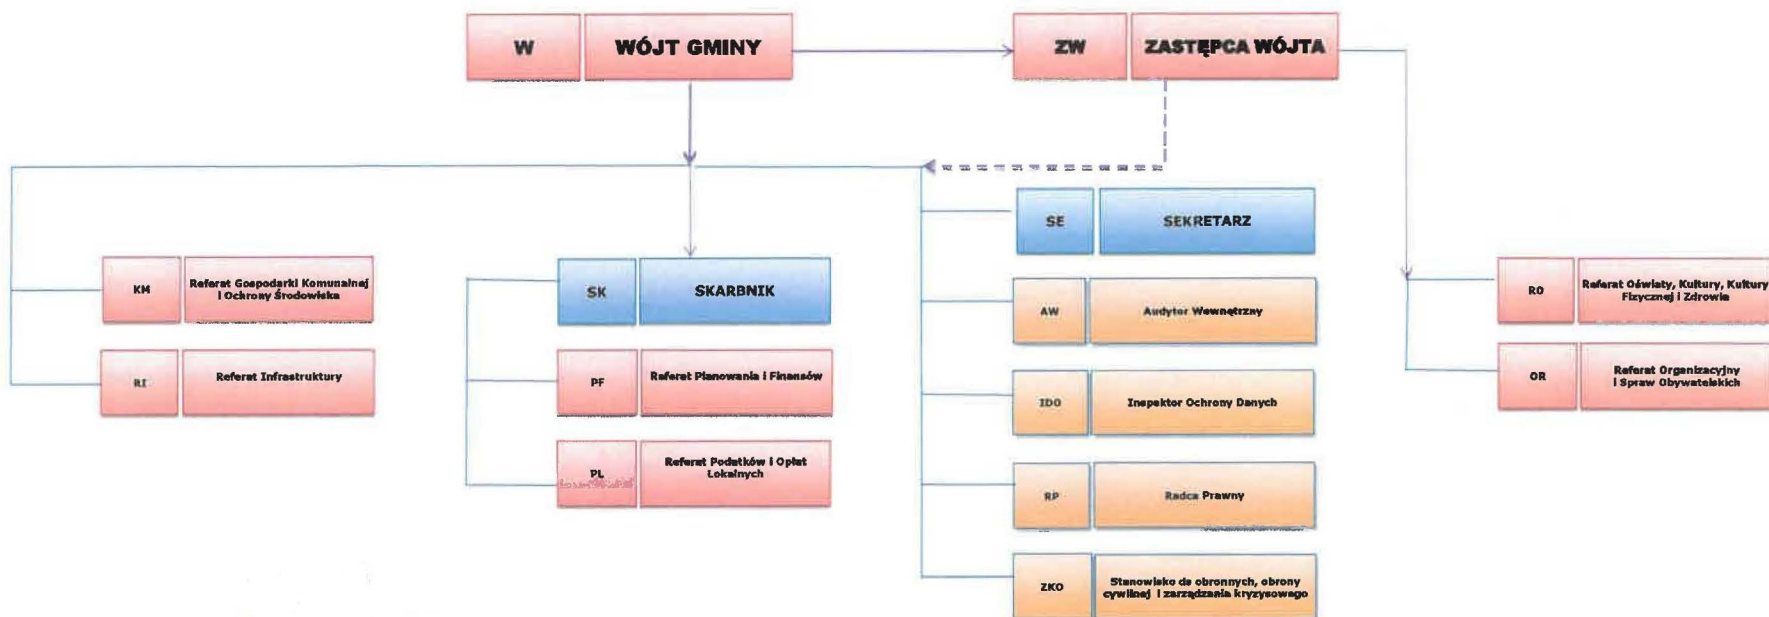 W
WÓJT GMINY
ZW
ZASTĘPCA WÓJTA
KM
Referat Gospodarki Komunalnej
i Ochrony Środowiska
RI
Referat Infrastruktury
SK
SKARBNIK
PF
Referat Planowania i Finansów
PL
Referat Podatków i Opłat
Lokalnych
SE
SEKRETARZ
AW
Audytor Wewnętrzny
IDO
Inspektor Ochrony Danych
RP
Radca Prawny
ZKO
Stanowisko ds obronnych, obrony
cywilnej i zarządzania kryzysowego
RO
Referat Oświaty, Kultury, Kultury
Fizycznej i Zdrowia
OR
Referat Organizacyjny
i Spraw Obywatelskich